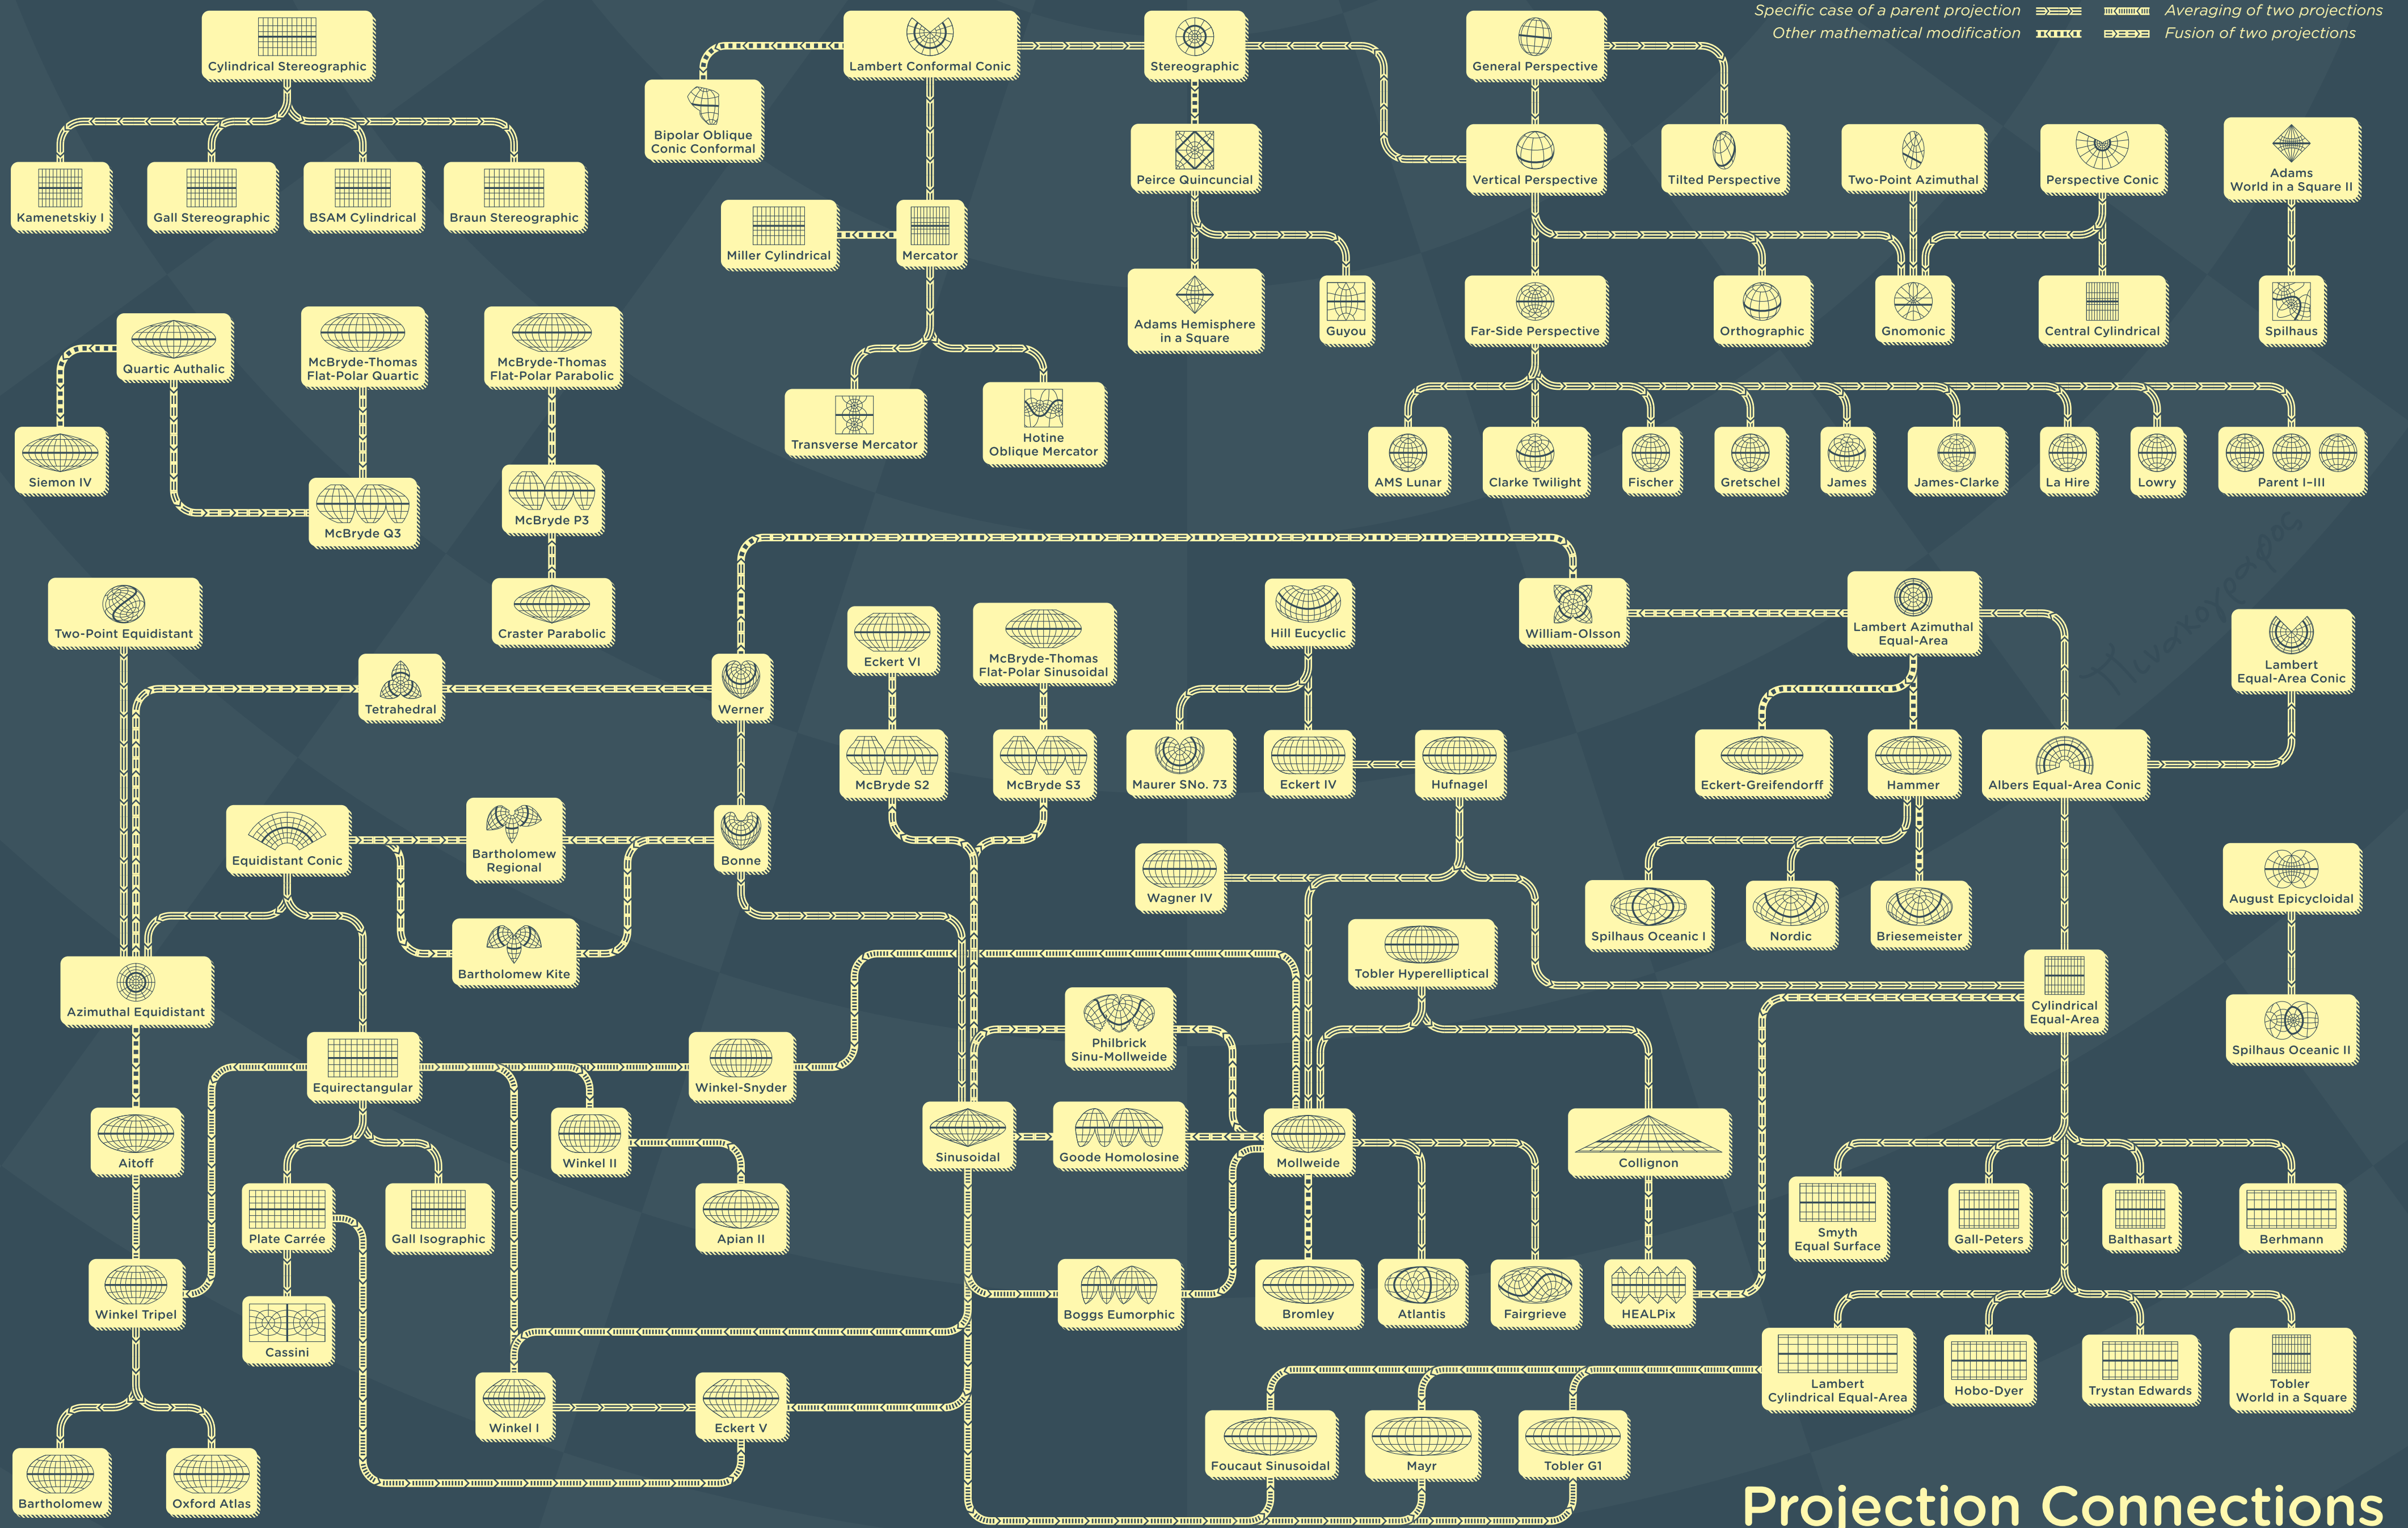 Specific case of a parent projection
Averaging of two projections
Other mathematical modification
Fusion of two projections
Cylindrical Stereographic
Lambert Conformal Conic
Stereographic
General Perspective
Bipolar Oblique
Conic Conformal
Peirce Quincuncial
Vertical Perspective
Tilted Perspective
Two-Point Azimuthal
Perspective Conic
Adams
World in a Square II
Kamenetskiy I
Gall Stereographic
BSAM Cylindrical
Braun Stereographic
Miller Cylindrical
Mercator
Adams Hemisphere
in a Square
Guyou
Far-Side Perspective
Orthographic
Gnomonic
Central Cylindrical
Spilhaus
Quartic Authalic
McBryde-Thomas
Flat-Polar Quartic
McBryde-Thomas
Flat-Polar Parabolic
Transverse Mercator
Hotine
Oblique Mercator
Siemon IV
McBryde Q3
McBryde P3
AMS Lunar
Clarke Twilight
Fischer
Gretschel
James
James-Clarke
La Hire
Lowry
Parent I–III
Πινακογραφος
Two-Point Equidistant
Craster Parabolic
Eckert VI
McBryde-Thomas
Flat-Polar Sinusoidal
Hill Eucyclic
William-Olsson
Lambert Azimuthal
Equal-Area
Lambert
Equal-Area Conic
Tetrahedral
Werner
McBryde S2
McBryde S3
Maurer SNo. 73
Eckert IV
Hufnagel
Eckert-Greifendorff
Hammer
Albers Equal-Area Conic
Equidistant Conic
Bartholomew
Regional
Bonne
Wagner IV
Spilhaus Oceanic I
Nordic
Briesemeister
August Epicycloidal
Bartholomew Kite
Tobler Hyperelliptical
Azimuthal Equidistant
Cylindrical
Equal-Area
Philbrick
Sinu-Mollweide
Spilhaus Oceanic II
Equirectangular
Winkel-Snyder
Aitoff
Winkel II
Sinusoidal
Goode Homolosine
Mollweide
Collignon
Plate Carrée
Gall Isographic
Apian II
Smyth
Equal Surface
Gall-Peters
Balthasart
Berhmann
Winkel Tripel
Cassini
Boggs Eumorphic
Bromley
Atlantis
Fairgrieve
HEALPix
Lambert
Cylindrical Equal-Area
Hobo-Dyer
Trystan Edwards
Tobler
World in a Square
Winkel I
Eckert V
Foucaut Sinusoidal
Mayr
Tobler G1
Bartholomew
Oxford Atlas
Projection Connections